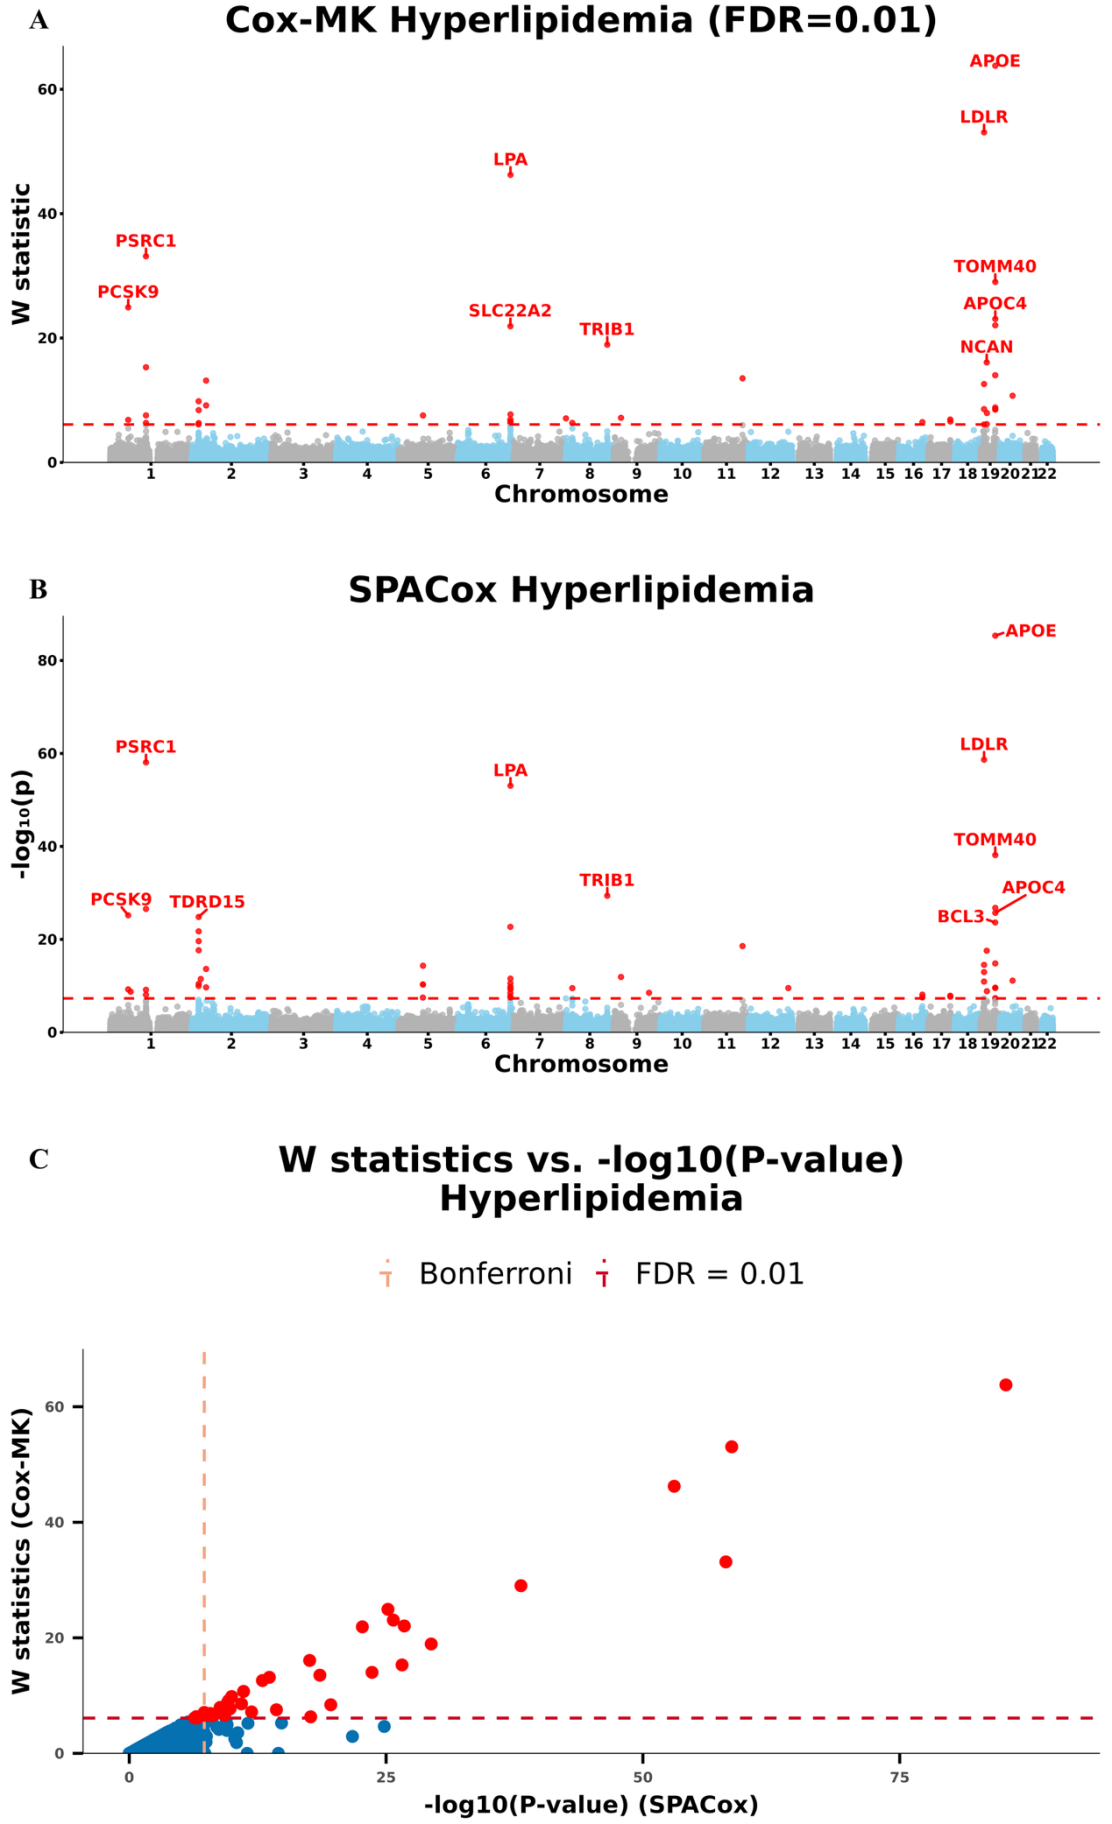 A
Cox-MK Hyperlipidemia (FDR=0.01)
W statistic
60
40
20
0
APOE
LDLR
LPA
PSRC1
TOMM40
PCSK9
APOC4
SLC22A2
TRIB1
NCAN
1 2 3 4 5 6 7 8 9 10 11 12 13 14 15 16 17 18 19 20 21 22
Chromosome
B
SPACox Hyperlipidemia
-log₁₀(p)
80
60
40
20
0
APOE
LDLR
PSRC1
LPA
TOMM40
TRIB1
APOC4
PCSK9
TDRD15
BCL3
1 2 3 4 5 6 7 8 9 10 11 12 13 14 15 16 17 18 19 20 21 22
Chromosome
C
W statistics vs. -log10(P-value)
Hyperlipidemia
Bonferroni FDR = 0.01
W statistics (Cox-MK)
60
40
20
0
0 25 50 75
-log10(P-value) (SPACox)